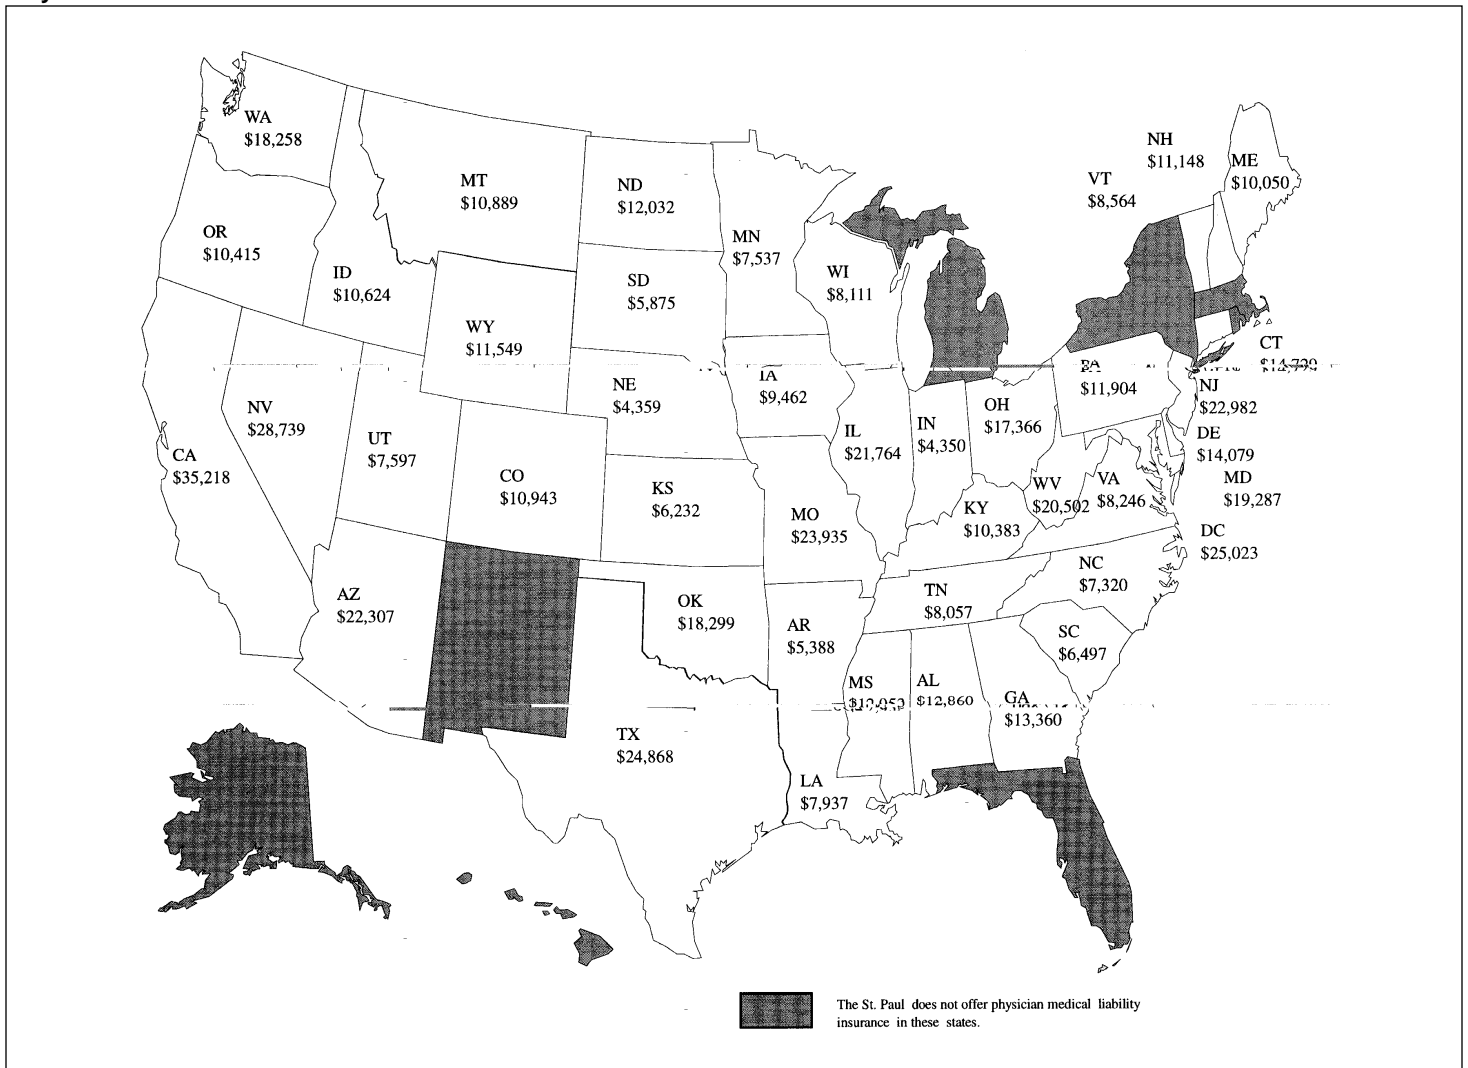 WA
$18,258
MT
$10,889
ND
$12,032
NH
$11,148
ME
$10,050
VT
$8,564
OR
$10,415
MN
$7,537
ID
$10,624
SD
$5,875
WI
$8,111
WY
$11,549
CT
IA
$9,462
PA
$11,904
NJ
$22,982
NE
$4,359
NV
$28,739
UT
$7,597
OH
$17,366
IN
$4,350
IL
$21,764
DE
$14,079
CA
$35,218
CO
$10,943
KS
$6,232
WV
$20,502
VA
$8,246
MD
$19,287
MO
$23,935
KY
$10,383
DC
$25,023
NC
$7,320
AZ
$22,307
OK
$18,299
TN
$8,057
AR
$5,388
SC
$6,497
MS
AL
$12,860
GA
$13,360
TX
$24,868
LA
$7,937
The St. Paul does not offer physician medical liability
insurance in these states.